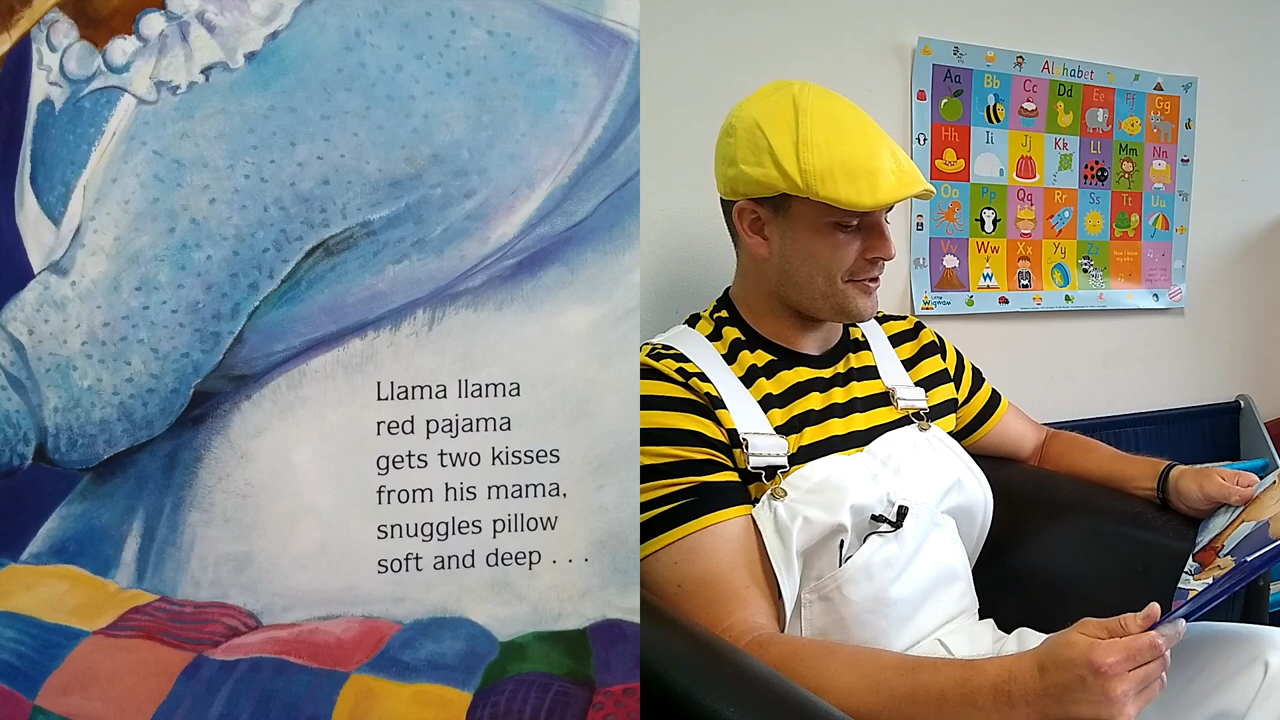 Llama llama
red pajama
gets two kisses
from his mama,
snuggles pillow
soft and deep . . .
Alphabet
Aa Bb Cc Dd Ee Ff Gg
Hh Ii Jj Kk Ll Mm Nn
Oo Pp Qq Rr Ss Tt Uu
Vv Ww Xx Yy Zz
W
Little
Wigwam